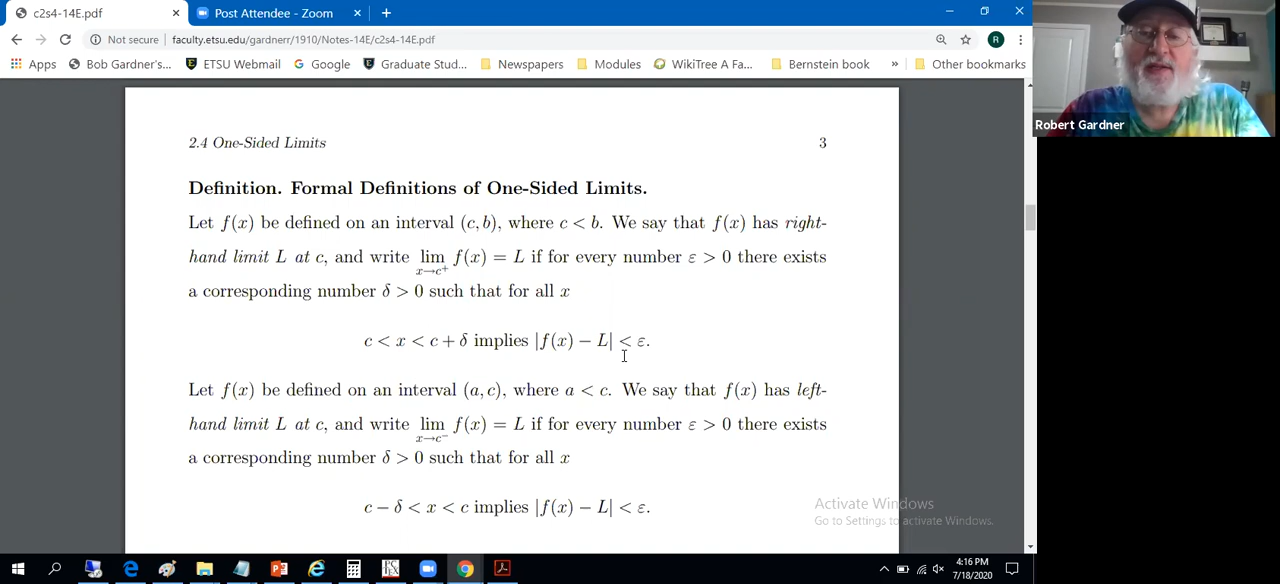 c2s4-14E.pdf
Post Attendee - Zoom
Not secure | faculty.etsu.edu/gardnerr/1910/Notes-14E/c2s4-14E.pdf
R
Apps Bob Gardner's... ETSU Webmail Google Graduate Stud... Newspapers Modules WikiTree A Fa... Bernstein book » Other bookmarks
Robert Gardner
2.4 One-Sided Limits 3
Definition. Formal Definitions of One-Sided Limits.
Let f(x) be defined on an interval (c, b), where c < b. We say that f(x) has right-
hand limit L at c, and write lim x→c⁺ f(x) = L if for every number ε > 0 there exists
a corresponding number δ > 0 such that for all x
c < x < c + δ implies |f(x) − L| < ε.
Let f(x) be defined on an interval (a, c), where a < c. We say that f(x) has left-
hand limit L at c, and write lim x→c⁻ f(x) = L if for every number ε > 0 there exists
a corresponding number δ > 0 such that for all x
c − δ < x < c implies |f(x) − L| < ε.
Activate Windows
Go to Settings to activate Windows.
4:16 PM
7/18/2020